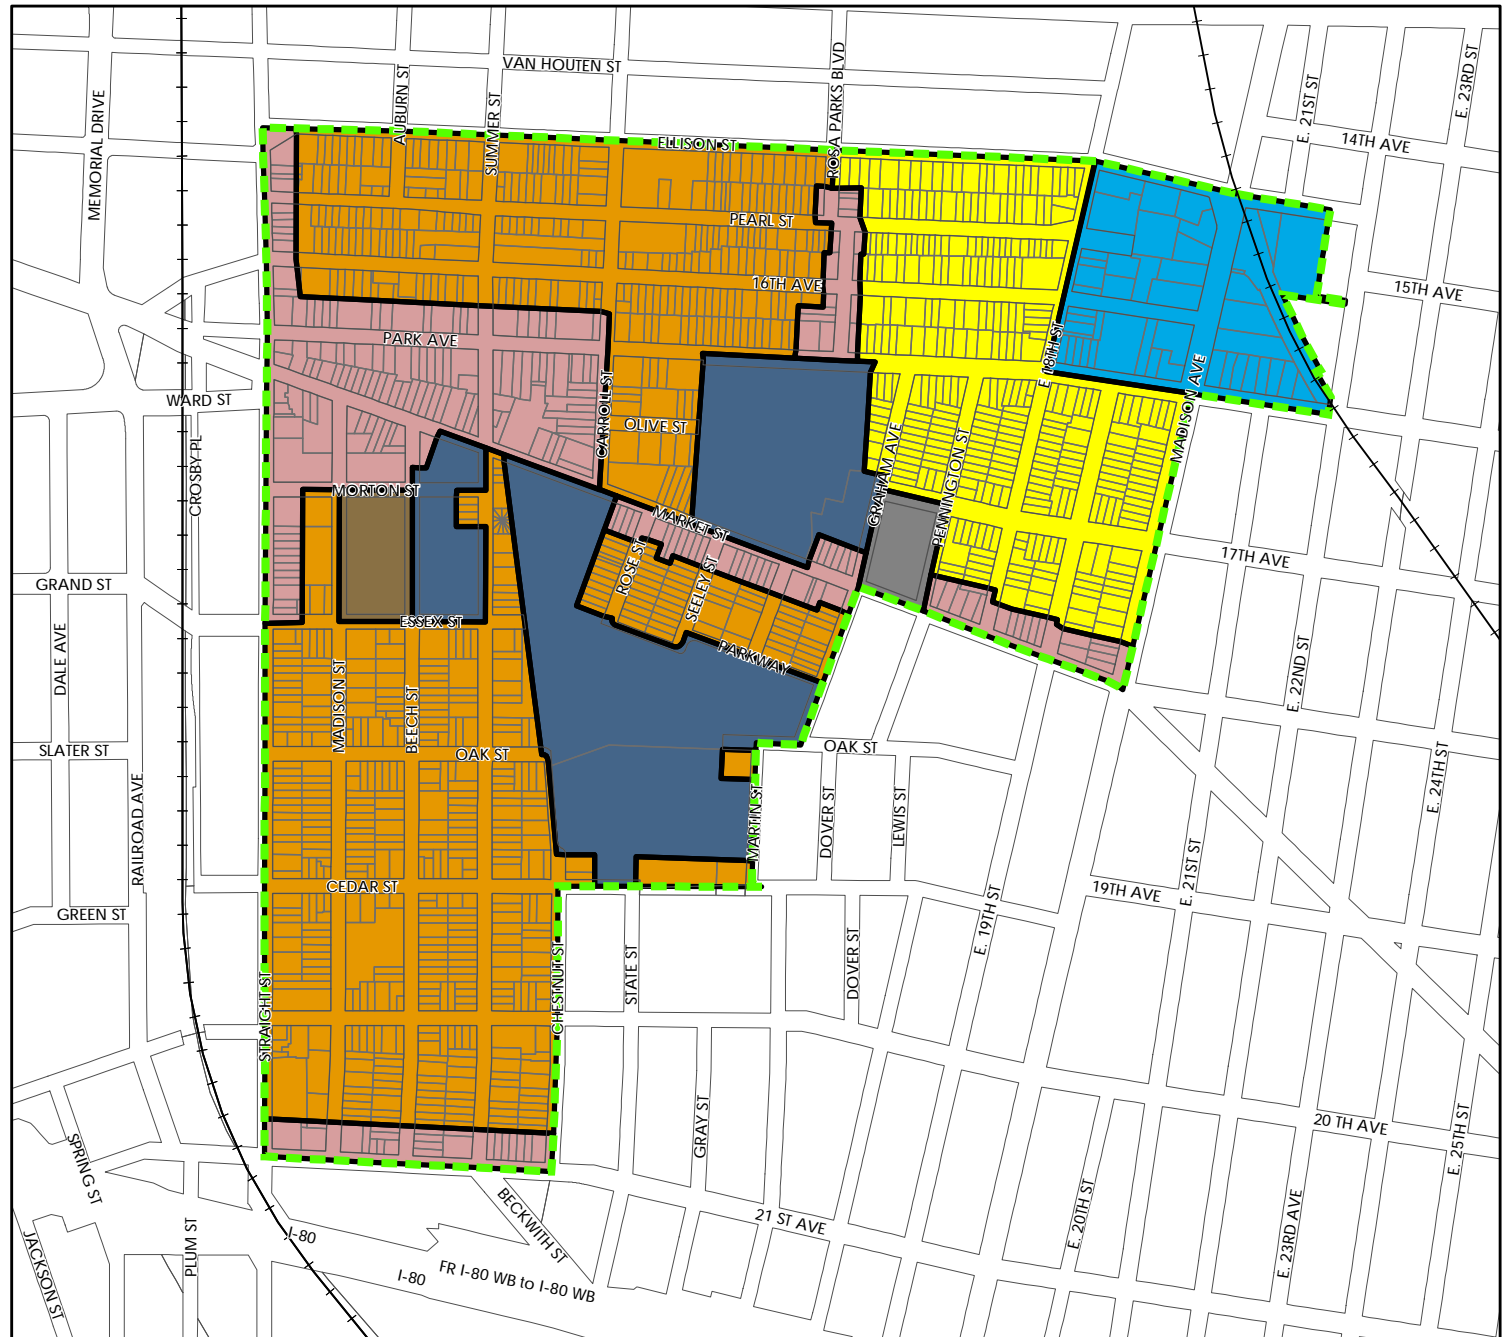 VAN HOUTEN ST
ROSA PARKS BLVD
E. 23RD ST
AUBURN ST
SUMMER ST
MEMORIAL DRIVE
E. 21ST ST
14TH AVE
ELLISON ST
PEARL ST
16TH AVE
15TH AVE
PARK AVE
E 18TH ST
WARD ST
CARROLL ST
OLIVE ST
MADISON AVE
CROSBY PL
GRAHAM AVE
PENNINGTON ST
MORTON ST
MARKET ST
17TH AVE
ROSE ST
SEELEY ST
GRAND ST
ESSEX ST
PARKWAY
DALE AVE
MADISON ST
BEECH ST
E. 22ND ST
SLATER ST
OAK ST
OAK ST
E. 24TH ST
RAILROAD AVE
MARTIN ST
DOVER ST
LEWIS ST
CEDAR ST
19TH AVE
E. 21ST ST
GREEN ST
E. 19TH ST
STRAIGHT ST
CHESTNUT ST
STATE ST
DOVER ST
GRAY ST
20 TH AVE
E. 25TH ST
SPRING ST
PLUM ST
JACKSON ST
BECKWITH ST
21 ST AVE
E. 20TH ST
E. 23RD AVE
I-80
I-80
FR I-80 WB to I-80 WB